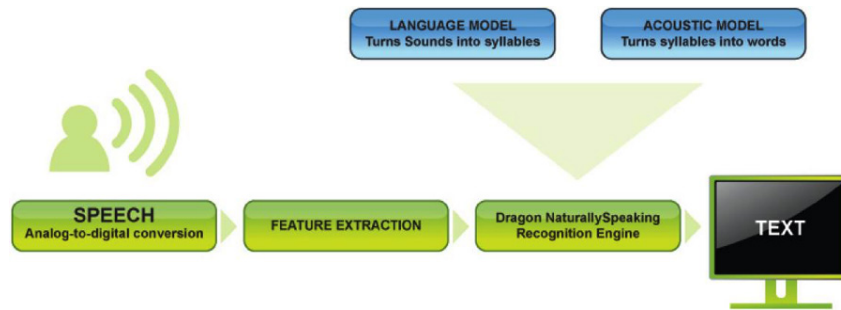 LANGUAGE MODEL
Turns Sounds into syllables
ACOUSTIC MODEL
Turns syllables into words
SPEECH
Analog-to-digital conversion
FEATURE EXTRACTION
Dragon NaturallySpeaking
Recognition Engine
TEXT